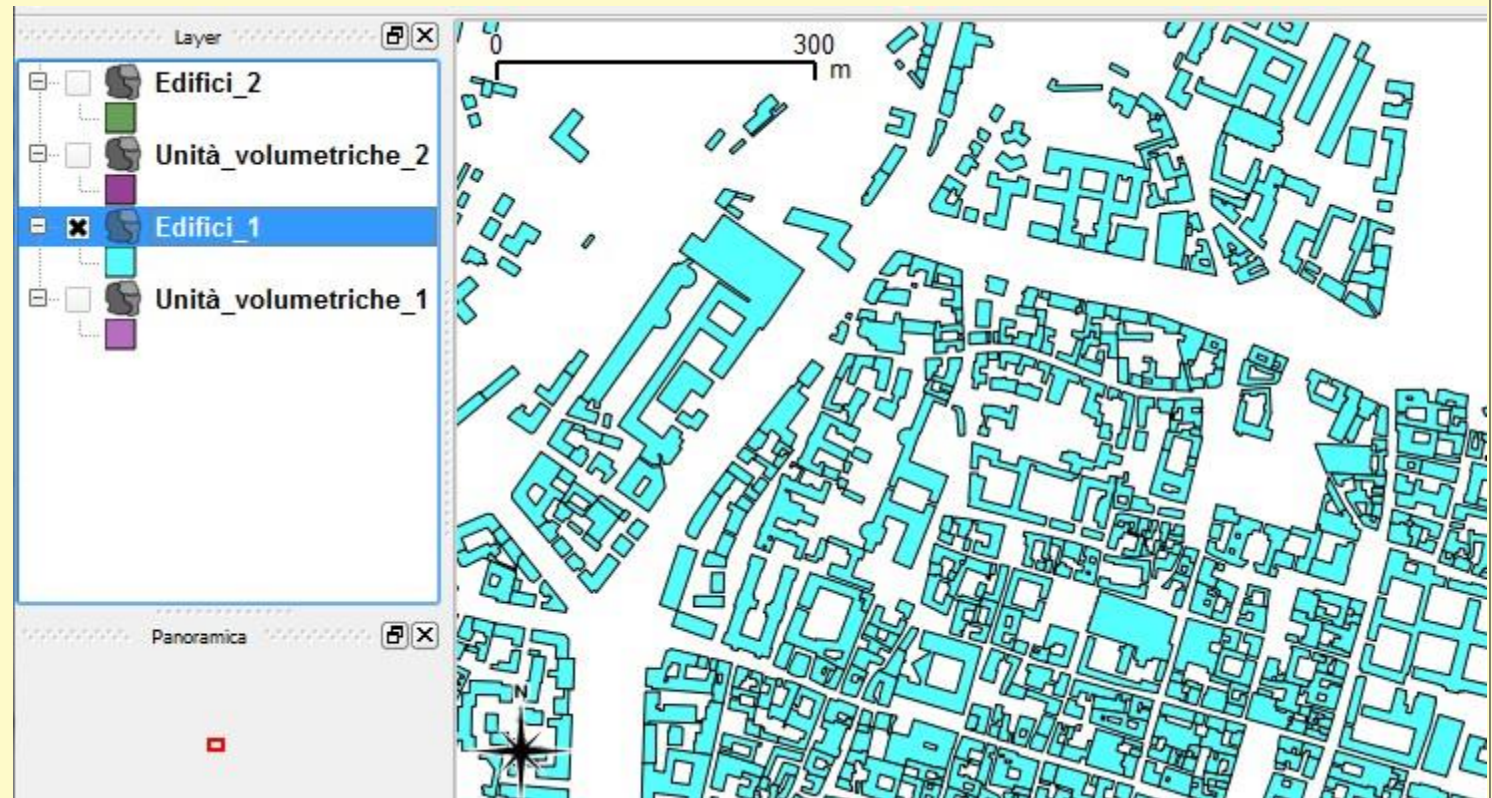 Layer
Edifici_2
Unità_volumetriche_2
Edifici_1
Unità_volumetriche_1
Panoramica
0 300
m
N